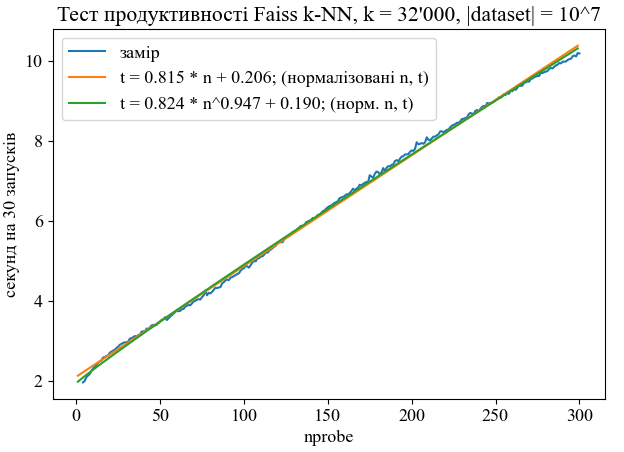 Тест продуктивності Faiss k-NN, k = 32'000, |dataset| = 10^7
замір
t = 0.815 * n + 0.206; (нормалізовані n, t)
t = 0.824 * n^0.947 + 0.190; (норм. n, t)
секунд на 30 запусків
10
8
6
4
2
0
50
100
150
200
250
300
nprobe